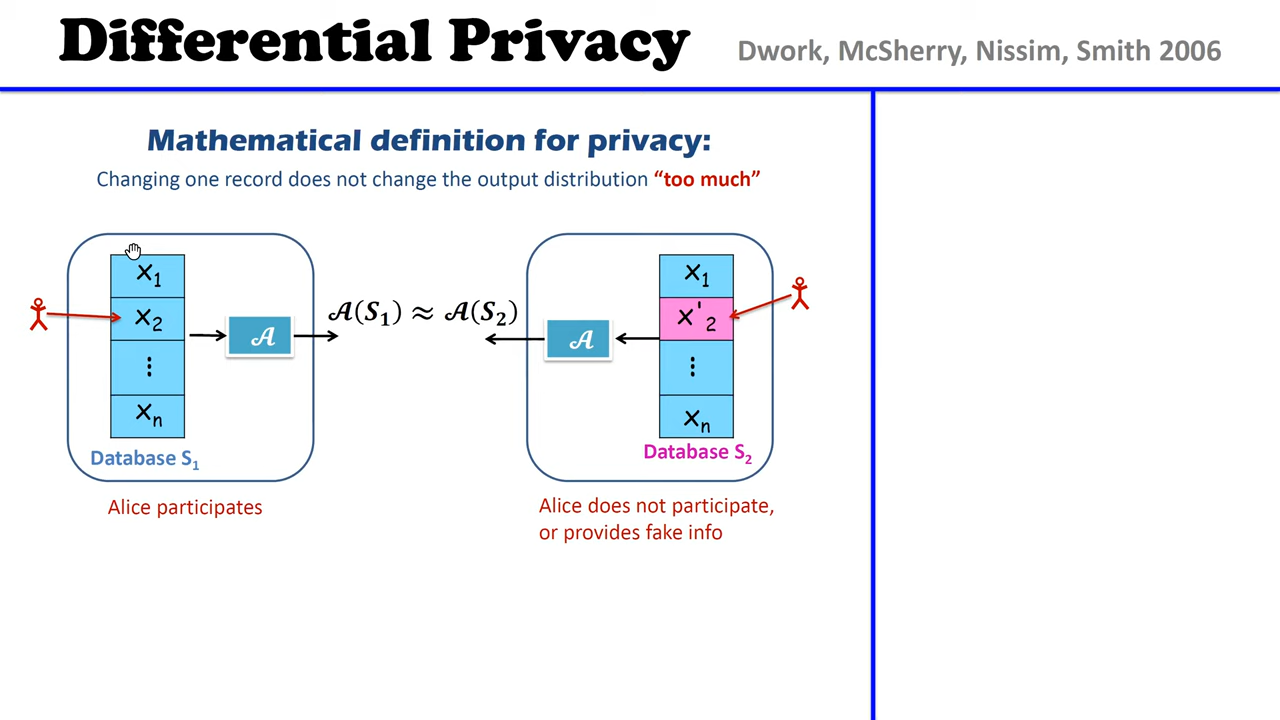 Differential Privacy
Dwork, McSherry, Nissim, Smith 2006
Mathematical definition for privacy:
Changing one record does not change the output distribution “too much”
x₁
x₂
⋮
xₙ
Database S₁
Alice participates
𝒜
𝒜(S₁) ≈ 𝒜(S₂)
𝒜
x₁
x'₂
⋮
xₙ
Database S₂
Alice does not participate,
or provides fake info